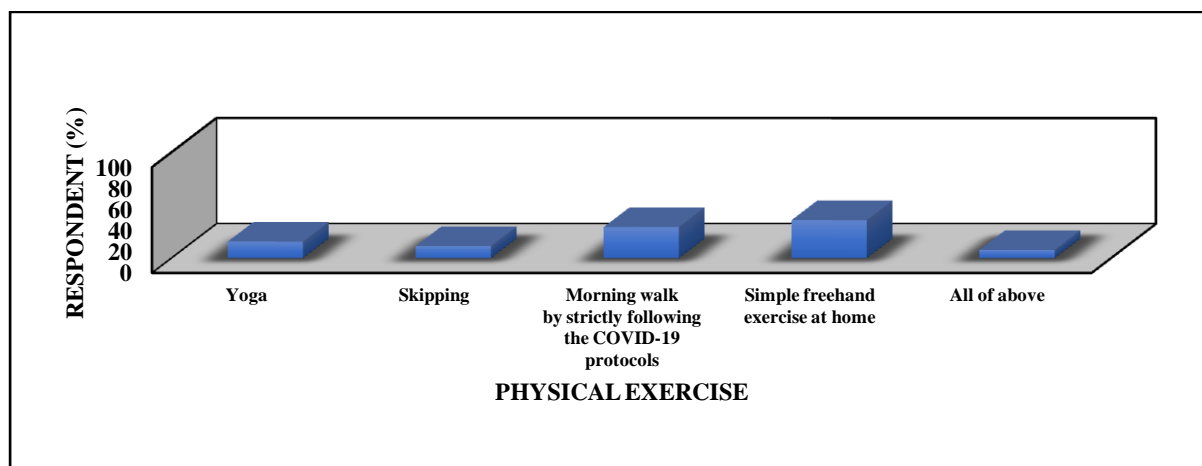 RESPONDENT (%)
100
80
60
40
20
0
Yoga
Skipping
Morning walk
by strictly following
the COVID-19
protocols
Simple freehand
exercise at home
All of above
PHYSICAL EXERCISE